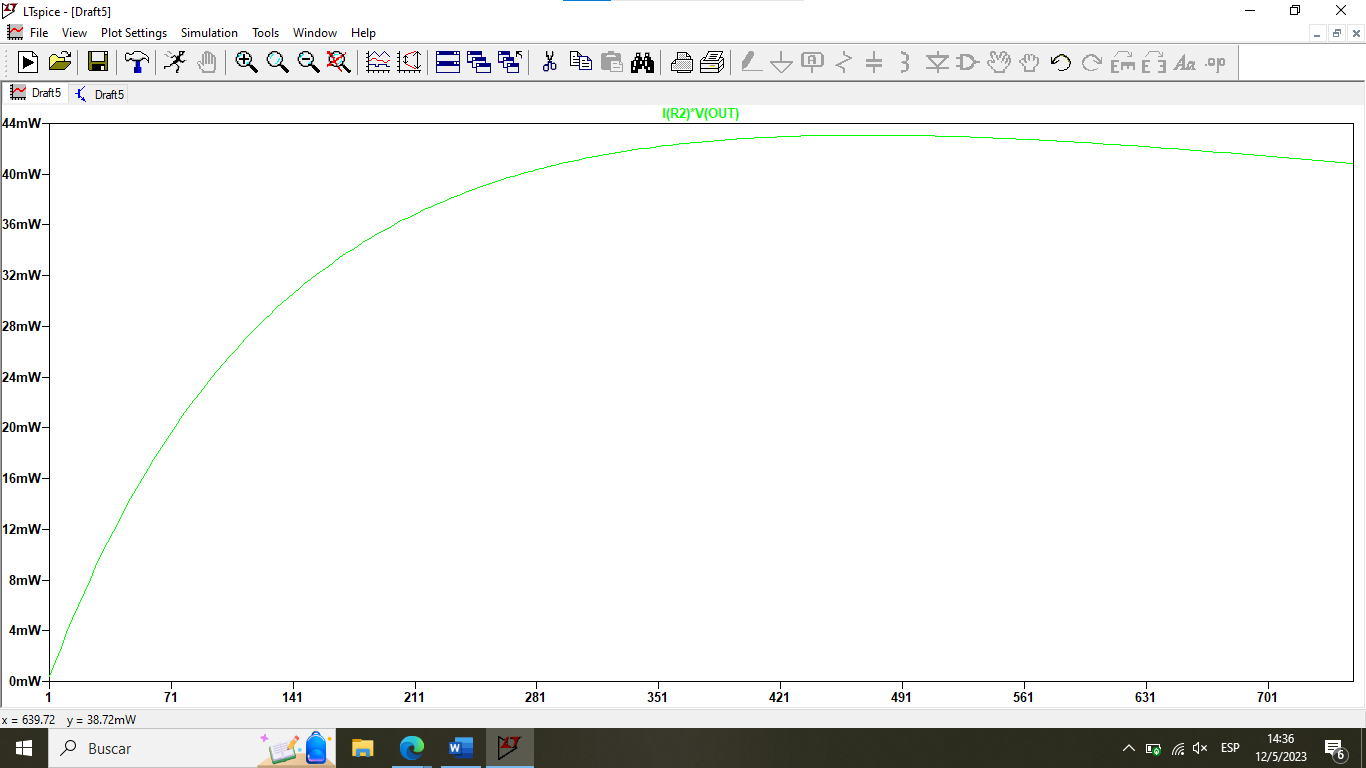 LTspice - [Draft5]
File View Plot Settings Simulation Tools Window Help
Draft5 Draft5
I(R2)*V(OUT)
44mW
40mW
36mW
32mW
28mW
24mW
20mW
16mW
12mW
8mW
4mW
0mW
1 71 141 211 281 351 421 491 561 631 701
x = 639.72 y = 38.72mW
Buscar
ESP
14:36
12/5/2023
6